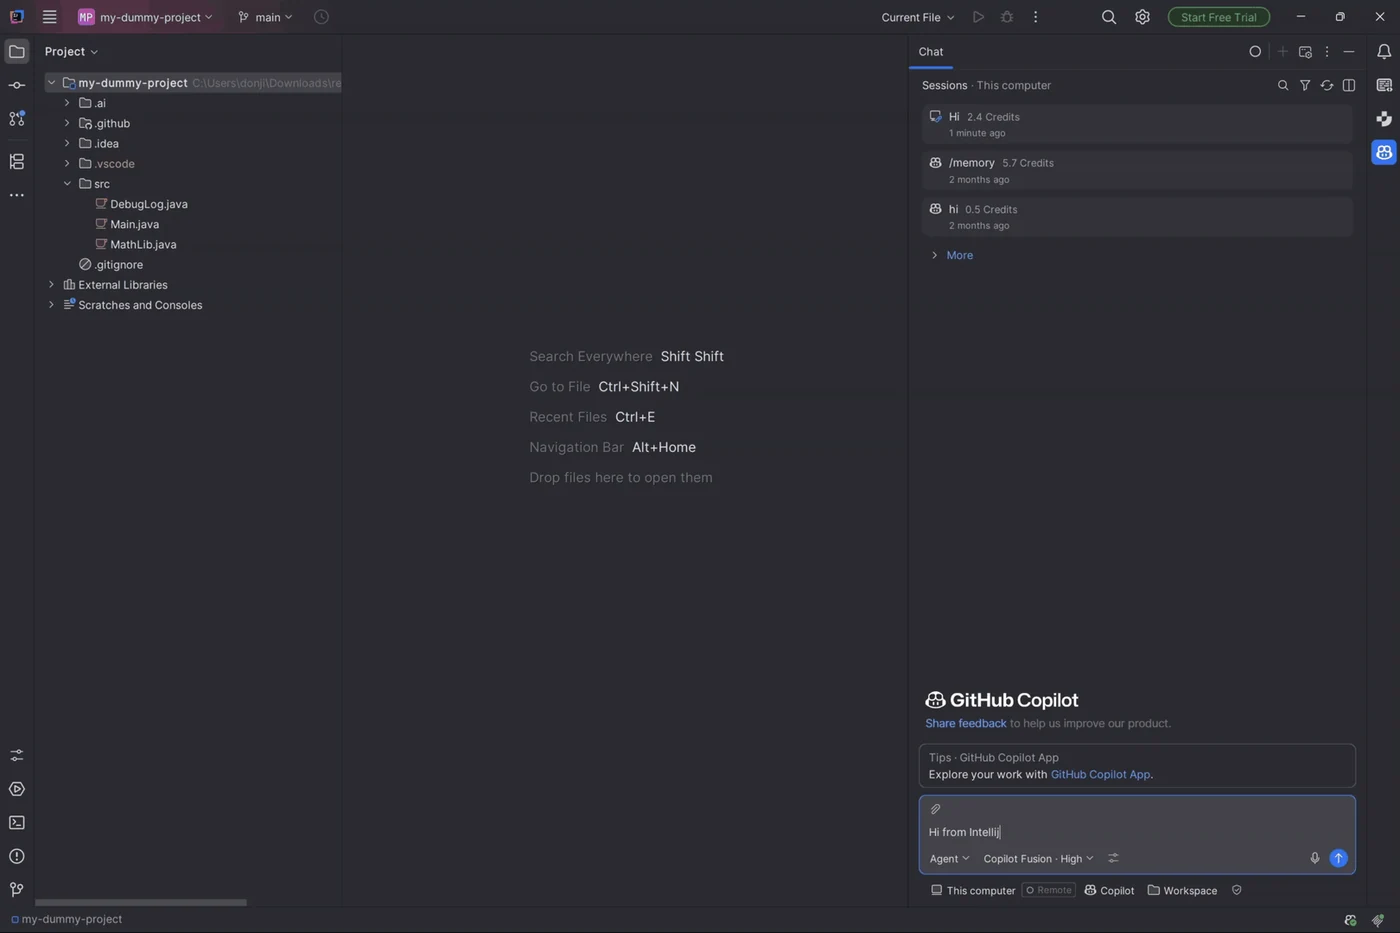 MP my-dummy-project
main
Current File
Start Free Trial
Project
my-dummy-project C:\Users\donji\Downloads\re
.ai
.github
.idea
.vscode
src
DebugLog.java
Main.java
MathLib.java
.gitignore
External Libraries
Scratches and Consoles
Search Everywhere Shift Shift
Go to File Ctrl+Shift+N
Recent Files Ctrl+E
Navigation Bar Alt+Home
Drop files here to open them
Chat
Sessions · This computer
Hi 2.4 Credits
1 minute ago
/memory 5.7 Credits
2 months ago
hi 0.5 Credits
2 months ago
More
GitHub Copilot
Share feedback to help us improve our product.
Tips · GitHub Copilot App
Explore your work with GitHub Copilot App.
Hi from Intellij
Agent Copilot Fusion · High
This computer Remote Copilot Workspace
my-dummy-project